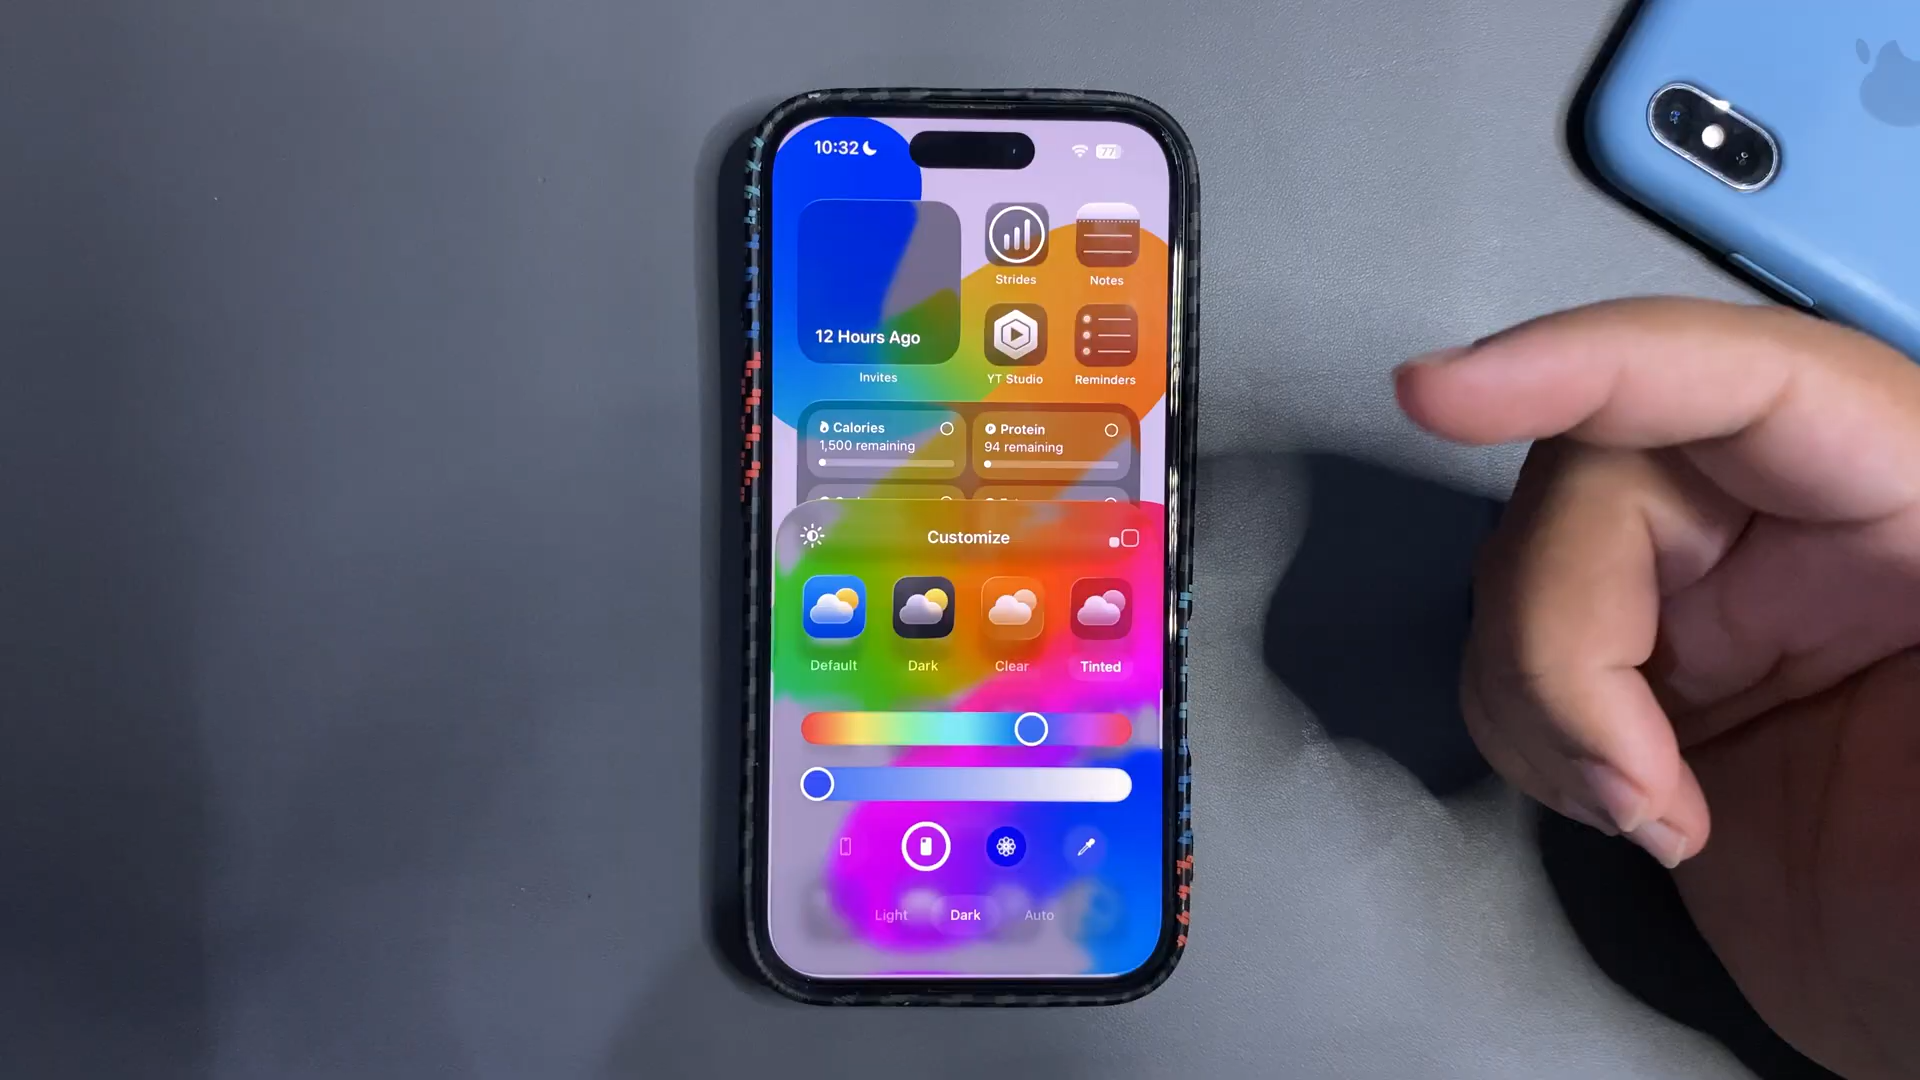 10:32
77
12 Hours Ago
Invites
Strides
Notes
YT Studio
Reminders
Calories
1,500 remaining
Protein
94 remaining
Customize
Default
Dark
Clear
Tinted
Light
Dark
Auto